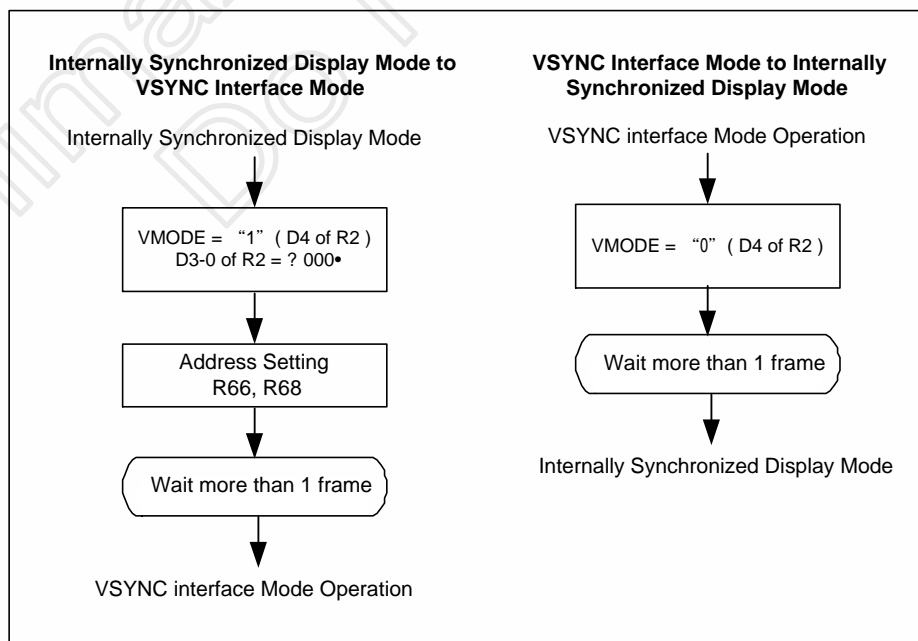 Internally Synchronized Display Mode to
VSYNC Interface Mode
Internally Synchronized Display Mode
VMODE = “1” ( D4 of R2 )
D3-0 of R2 = ? 000•
Address Setting
R66, R68
Wait more than 1 frame
VSYNC interface Mode Operation
VSYNC Interface Mode to Internally
Synchronized Display Mode
VSYNC interface Mode Operation
VMODE = “0” ( D4 of R2 )
Wait more than 1 frame
Internally Synchronized Display Mode